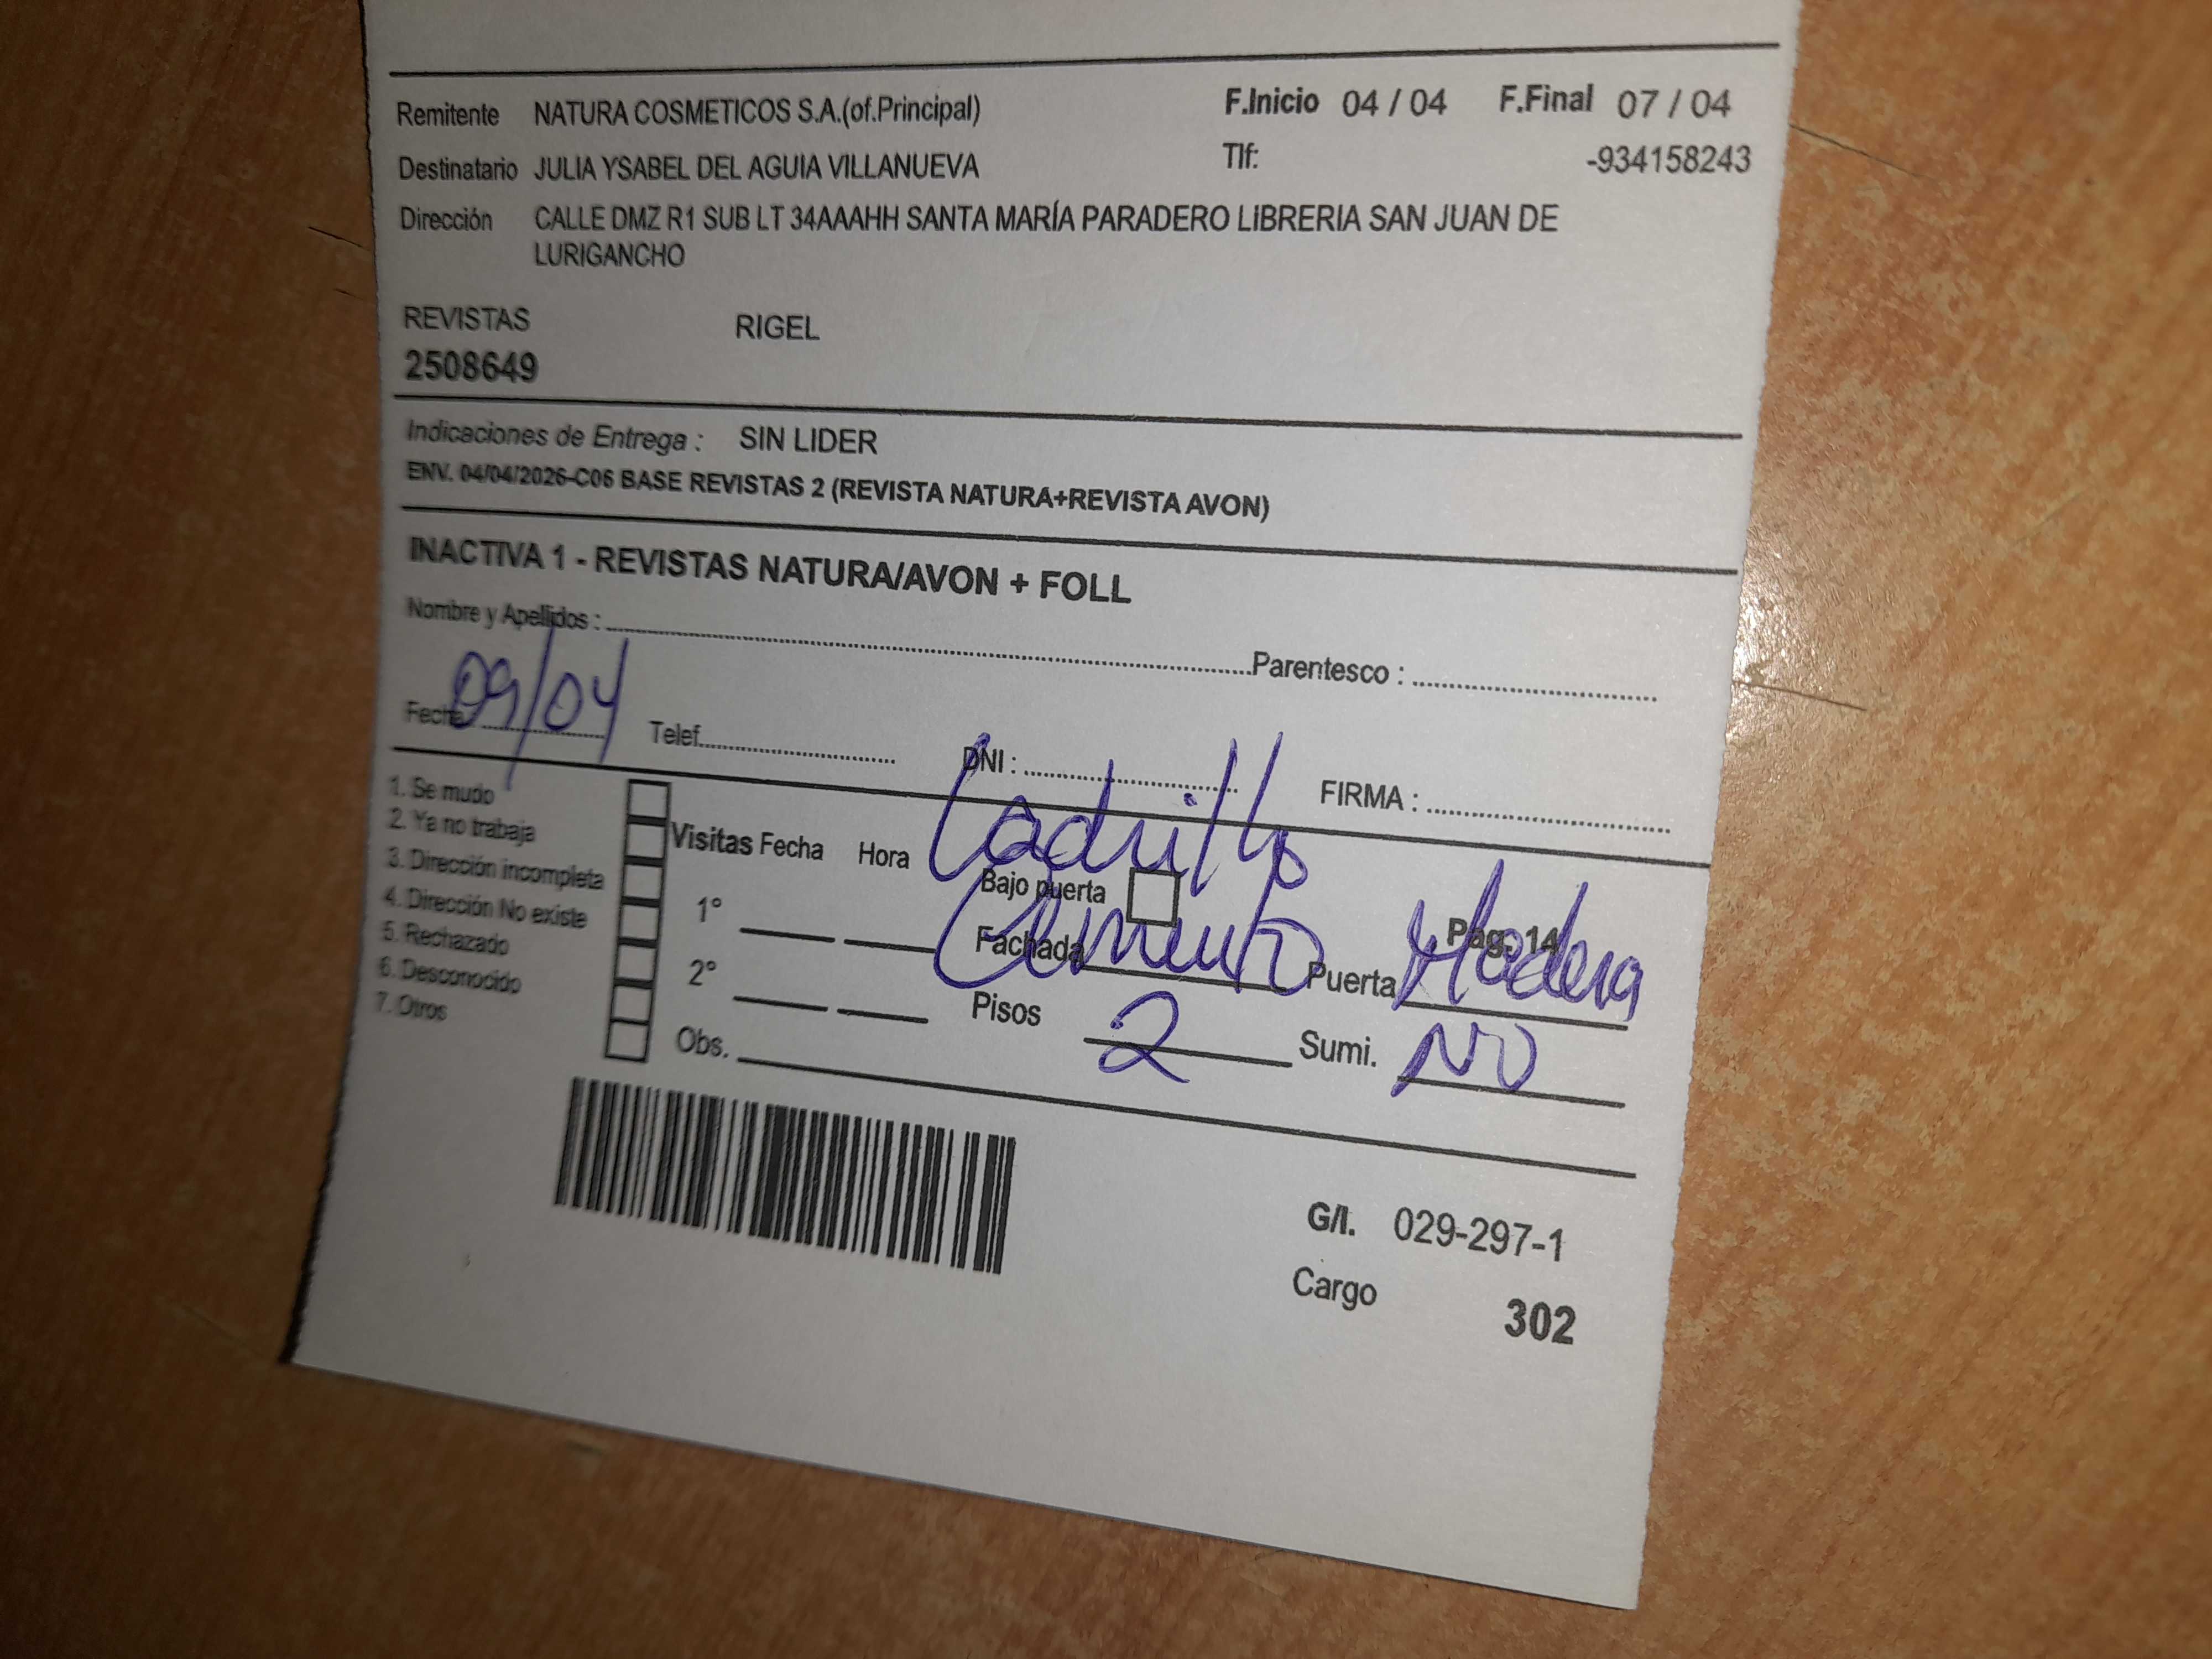 Remitente NATURA COSMETICOS S.A.(of.Principal) F.Inicio 04 / 04 F.Final 07 / 04
Destinatario JULIA YSABEL DEL AGUIA VILLANUEVA Tlf: -934158243
Dirección CALLE DMZ R1 SUB LT 34AAAHH SANTA MARÍA PARADERO LIBRERIA SAN JUAN DE
LURIGANCHO
REVISTAS RIGEL
2508649
Indicaciones de Entrega : SIN LIDER
ENV. 04/04/2026-C06 BASE REVISTAS 2 (REVISTA NATURA+REVISTA AVON)
INACTIVA 1 - REVISTAS NATURA/AVON + FOLL
Nombre y Apellidos : Parentesco :
Fecha 09/04 Telef. DNI : FIRMA :
1. Se mudo
2. Ya no trabaja
3. Dirección incompleta
4. Dirección No existe
5. Rechazado
6. Desconocido
7. Otros
Visitas Fecha Hora Ladrillo
Bajo puerta
1° Fachada Cemento Puerta Madera
Pag. 14
2° Pisos 2 Sumi. NO
Obs.
G/I. 029-297-1
Cargo 302